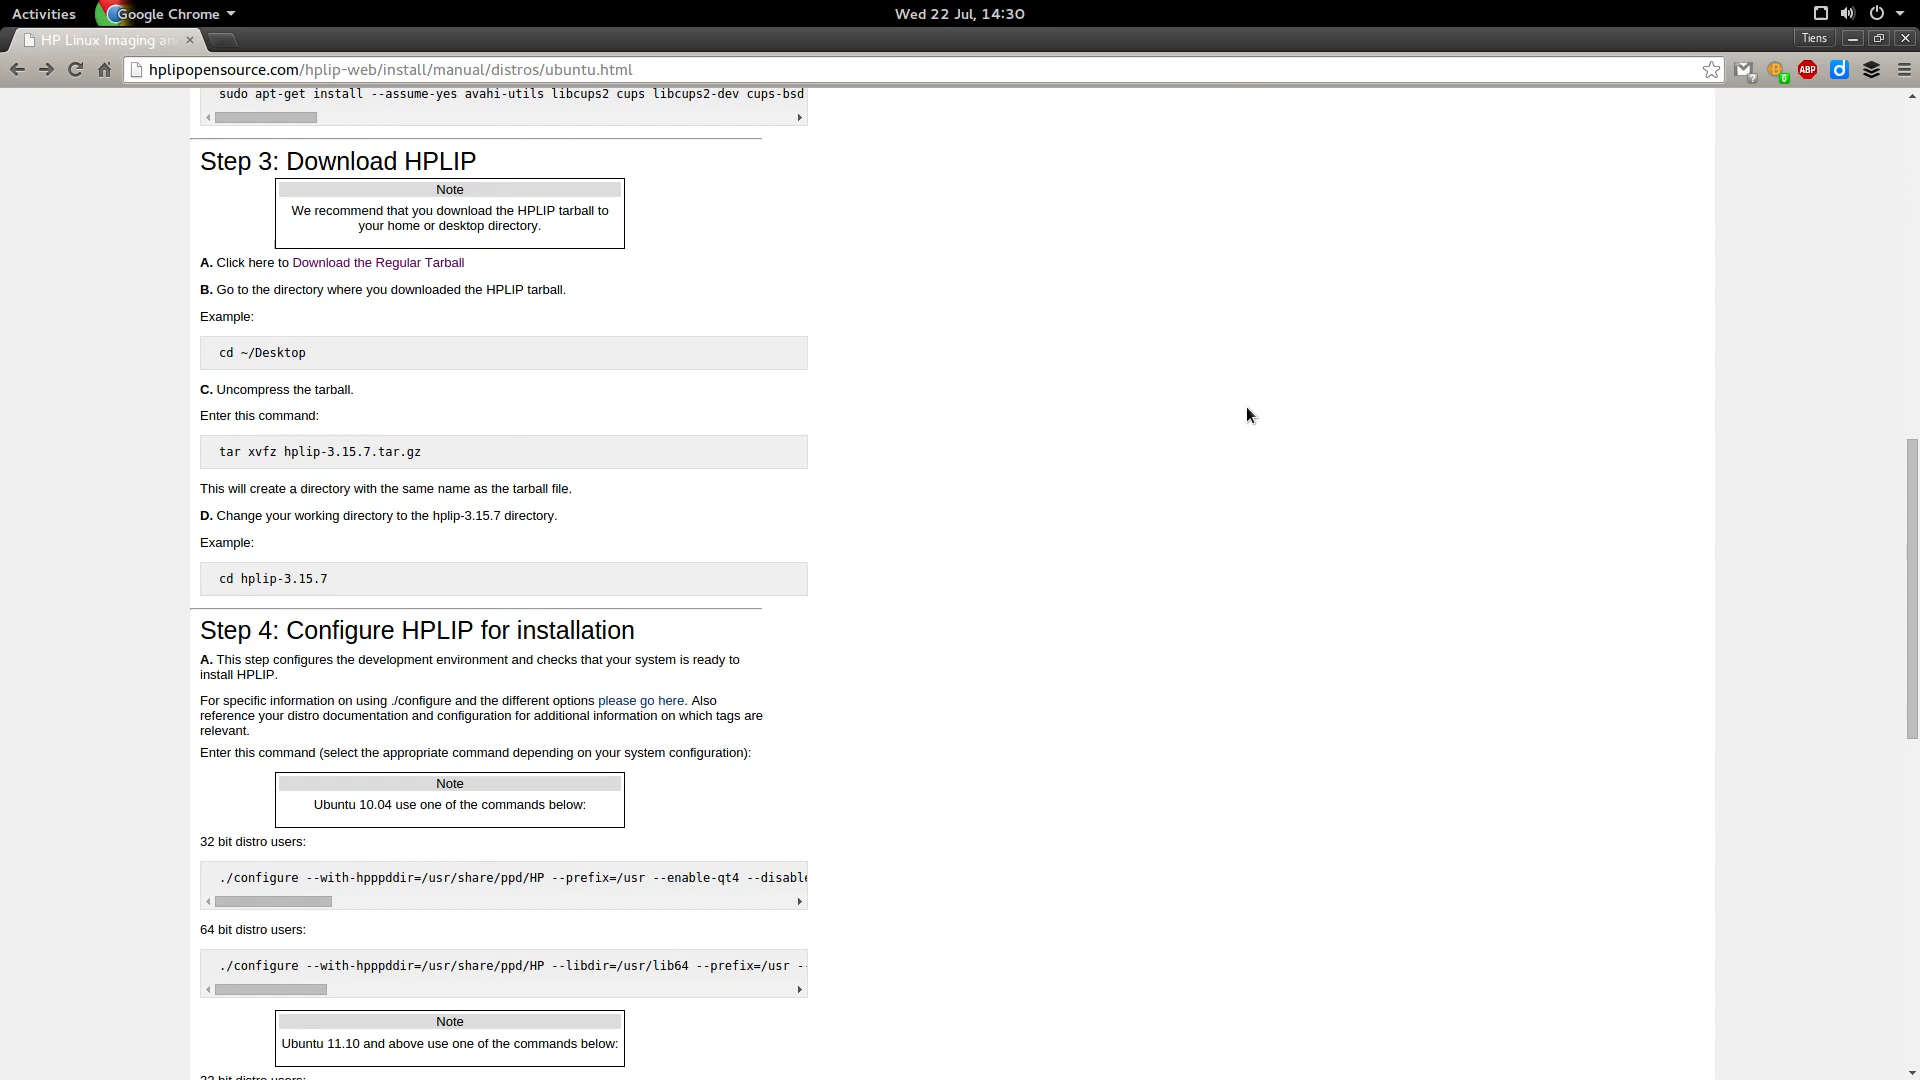 Activities
Google Chrome
Wed 22 Jul, 14:30
HP Linux Imaging an
Tiens
hplipopensource.com/hplip-web/install/manual/distros/ubuntu.html
ABP
sudo apt-get install --assume-yes avahi-utils libcups2 cups libcups2-dev cups-bsd
Step 3: Download HPLIP
Note
We recommend that you download the HPLIP tarball to
your home or desktop directory.
A. Click here to Download the Regular Tarball
B. Go to the directory where you downloaded the HPLIP tarball.
Example:
cd ~/Desktop
C. Uncompress the tarball.
Enter this command:
tar xvfz hplip-3.15.7.tar.gz
This will create a directory with the same name as the tarball file.
D. Change your working directory to the hplip-3.15.7 directory.
Example:
cd hplip-3.15.7
Step 4: Configure HPLIP for installation
A. This step configures the development environment and checks that your system is ready to
install HPLIP.
For specific information on using ./configure and the different options please go here. Also
reference your distro documentation and configuration for additional information on which tags are
relevant.
Enter this command (select the appropriate command depending on your system configuration):
Note
Ubuntu 10.04 use one of the commands below:
32 bit distro users:
./configure --with-hpppddir=/usr/share/ppd/HP --prefix=/usr --enable-qt4 --disable
64 bit distro users:
./configure --with-hpppddir=/usr/share/ppd/HP --libdir=/usr/lib64 --prefix=/usr --
Note
Ubuntu 11.10 and above use one of the commands below:
32 bit distro users: